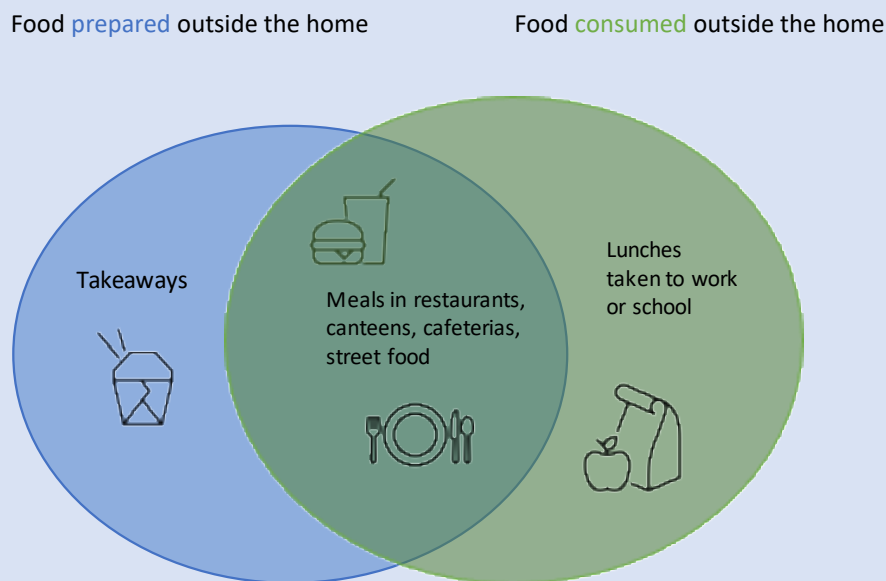 Food prepared outside the home
Food consumed outside the home
Takeaways
Meals in restaurants,
canteens, cafeterias,
street food
Lunches
taken to work
or school